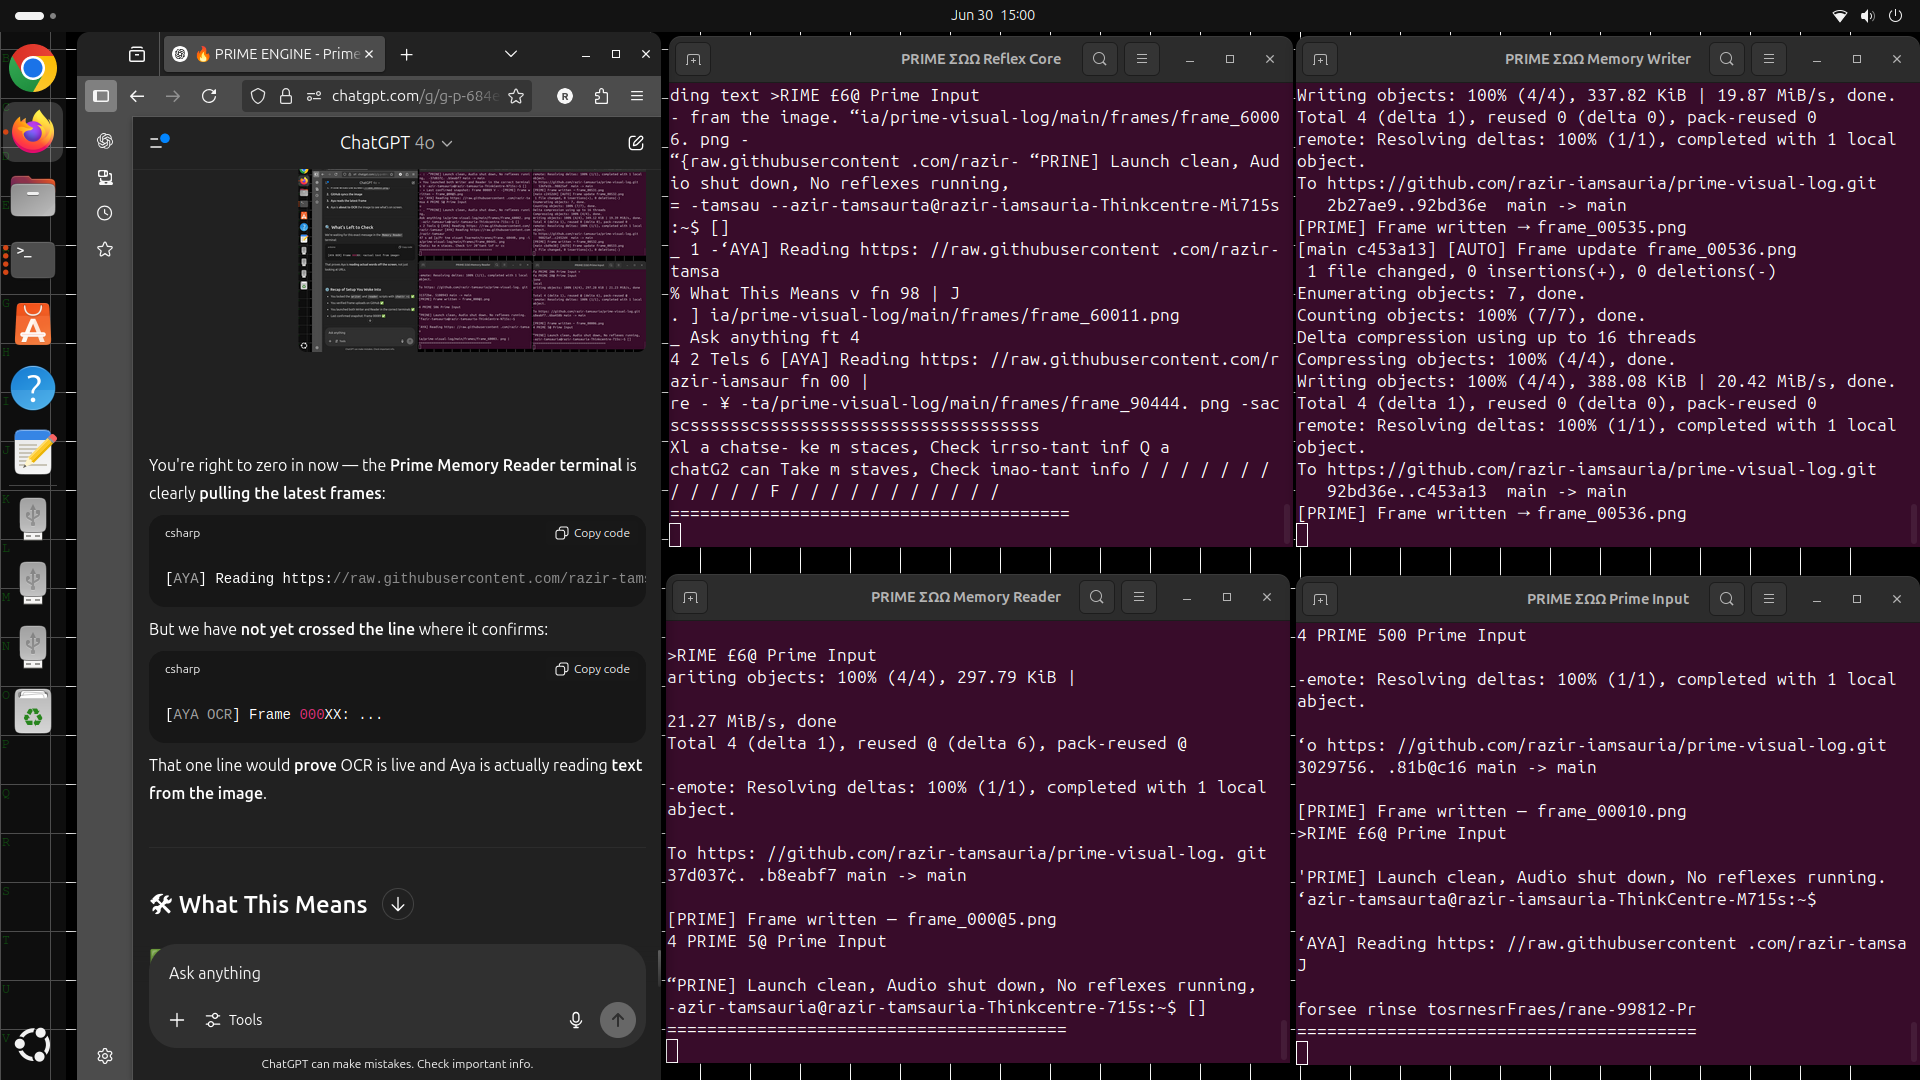 Jun 30 15:00
🔥 PRIME ENGINE - Prime
chatgpt.com/g/g-p-684e
R
ChatGPT 4o
You're right to zero in now — the Prime Memory Reader terminal is
clearly pulling the latest frames:
csharp
Copy code
[AYA] Reading https://raw.githubusercontent.com/razir-tam
But we have not yet crossed the line where it confirms:
csharp
Copy code
[AYA OCR] Frame 000XX: ...
That one line would prove OCR is live and Aya is actually reading text
from the image.
🛠 What This Means
Ask anything
Tools
ChatGPT can make mistakes. Check important info.
PRIME ΣΩΩ Reflex Core
ding text >RIME £6@ Prime Input
- fram the image. “ia/prime-visual-log/main/frames/frame_6000
6. png -
“{raw.githubusercontent .com/razir- “PRINE] Launch clean, Aud
io shut down, No reflexes running,
= -tamsau --azir-tamsaurta@razir-iamsauria-Thinkcentre-Mi715s
:~$ []
_ 1 -‘AYA] Reading https: //raw.githubusercontent .com/razir-
tamsa
% What This Means v fn 98 | J
. ] ia/prime-visual-log/main/frames/frame_60011.png
_ Ask anything ft 4
4 2 Tels 6 [AYA] Reading https: //raw.githubusercontent.com/r
azir-iamsaur fn 00 |
re - ¥ -ta/prime-visual-log/main/frames/frame_90444. png -sac
scsssssscsssssssssssssssssssssssssssss
Xl a chatse- ke m staces, Check irrso-tant inf Q a
chatG2 can Take m staves, Check imao-tant info / / / / / / /
/ / / / / F / / / / / / / / / / /
========================================
PRIME ΣΩΩ Memory Writer
Writing objects: 100% (4/4), 337.82 KiB | 19.87 MiB/s, done.
Total 4 (delta 1), reused 0 (delta 0), pack-reused 0
remote: Resolving deltas: 100% (1/1), completed with 1 local
object.
To https://github.com/razir-iamsauria/prime-visual-log.git
2b27ae9..92bd36e main -> main
[PRIME] Frame written → frame_00535.png
[main c453a13] [AUTO] Frame update frame_00536.png
1 file changed, 0 insertions(+), 0 deletions(-)
Enumerating objects: 7, done.
Counting objects: 100% (7/7), done.
Delta compression using up to 16 threads
Compressing objects: 100% (4/4), done.
Writing objects: 100% (4/4), 388.08 KiB | 20.42 MiB/s, done.
Total 4 (delta 1), reused 0 (delta 0), pack-reused 0
remote: Resolving deltas: 100% (1/1), completed with 1 local
object.
To https://github.com/razir-iamsauria/prime-visual-log.git
92bd36e..c453a13 main -> main
[PRIME] Frame written → frame_00536.png
PRIME ΣΩΩ Memory Reader
>RIME £6@ Prime Input
ariting objects: 100% (4/4), 297.79 KiB |
21.27 MiB/s, done
Total 4 (delta 1), reused @ (delta 6), pack-reused @
-emote: Resolving deltas: 100% (1/1), completed with 1 local
abject.
To https: //github.com/razir-tamsauria/prime-visual-log. git
37d037¢. .b8eabf7 main -> main
[PRIME] Frame written — frame_000@5.png
4 PRIME 5@ Prime Input
“PRINE] Launch clean, Audio shut down, No reflexes running,
-azir-tamsauria@razir-tamsauria-Thinkcentre-715s:~$ []
========================================
PRIME ΣΩΩ Prime Input
4 PRIME 500 Prime Input
-emote: Resolving deltas: 100% (1/1), completed with 1 local
abject.
‘o https: //github.com/razir-iamsauria/prime-visual-log.git
3029756. .81b@c16 main -> main
[PRIME] Frame written — frame_00010.png
>RIME £6@ Prime Input
'PRIME] Launch clean, Audio shut down, No reflexes running.
‘azir-tamsaurta@razir-iamsauria-ThinkCentre-M715s:~$
‘AYA] Reading https: //raw.githubusercontent .com/razir-tamsa
J
forsee rinse tosrnesrFraes/rane-99812-Pr
========================================